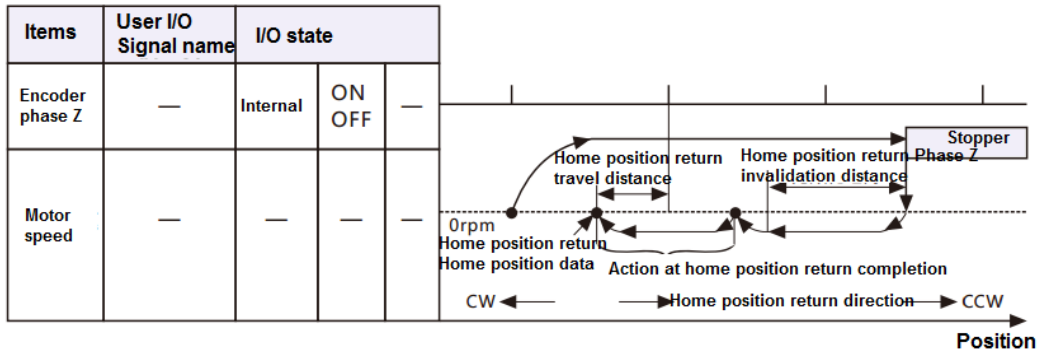 Items
User I/O
Signal name
I/O state
Encoder
phase Z
—
Internal
ON
OFF
—
Motor
speed
—
—
—
—
Stopper
Home position return
travel distance
Home position return Phase Z
invalidation distance
0rpm
Home position return
Home position data
Action at home position return completion
CW
Home position return direction
CCW
Position